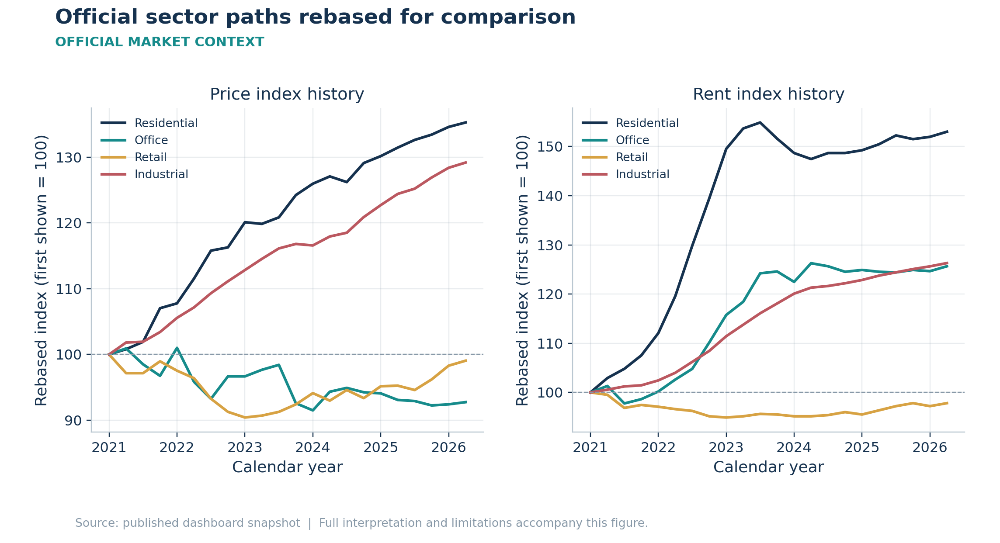 Official sector paths rebased for comparison
OFFICIAL MARKET CONTEXT
Price index history
Rebased index (first shown = 100)
130
120
110
100
90
Residential
Office
Retail
Industrial
2021
2022
2023
2024
2025
2026
Calendar year
Rent index history
Rebased index (first shown = 100)
150
140
130
120
110
100
Residential
Office
Retail
Industrial
2021
2022
2023
2024
2025
2026
Calendar year
Source: published dashboard snapshot | Full interpretation and limitations accompany this figure.